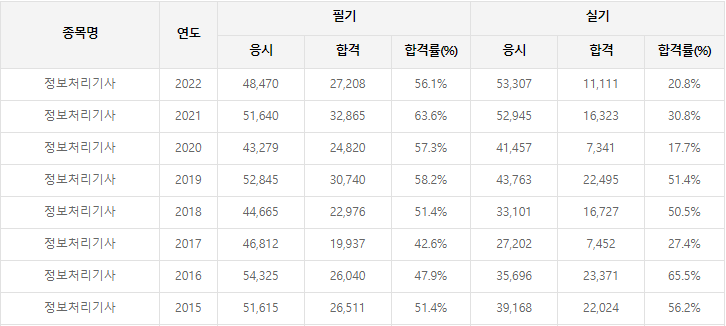 종목명 연도 필기 실기
응시 합격 합격률(%) 응시 합격 합격률(%)
정보처리기사 2022 48,470 27,208 56.1% 53,307 11,111 20.8%
정보처리기사 2021 51,640 32,865 63.6% 52,945 16,323 30.8%
정보처리기사 2020 43,279 24,820 57.3% 41,457 7,341 17.7%
정보처리기사 2019 52,845 30,740 58.2% 43,763 22,495 51.4%
정보처리기사 2018 44,665 22,976 51.4% 33,101 16,727 50.5%
정보처리기사 2017 46,812 19,937 42.6% 27,202 7,452 27.4%
정보처리기사 2016 54,325 26,040 47.9% 35,696 23,371 65.5%
정보처리기사 2015 51,615 26,511 51.4% 39,168 22,024 56.2%